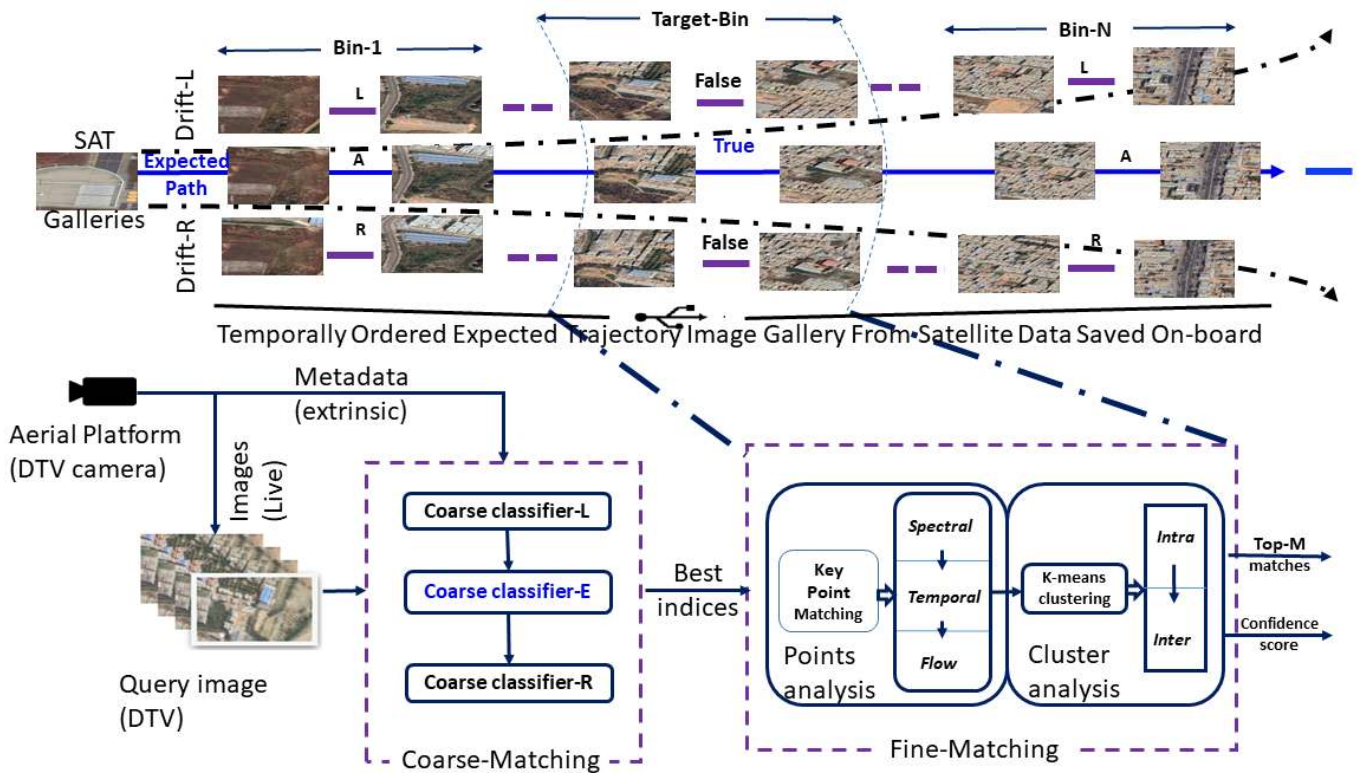 Target-Bin
Bin-1
Bin-N
Drift-L
L
False
L
SAT
Galleries
Expected
Path
A
True
A
Drift-R
R
False
R
Temporally Ordered Expected Trajectory Image Gallery From Satellite Data Saved On-board
Metadata
(extrinsic)
Aerial Platform
(DTV camera)
Images
(Live)
Query image
(DTV)
Coarse classifier-L
Coarse classifier-E
Coarse classifier-R
Coarse-Matching
Best
indices
Key
Point
Matching
Points
analysis
Spectral
Temporal
Flow
K-means
clustering
Cluster
analysis
Intra
Inter
Fine-Matching
Top-M
matches
Confidence
score